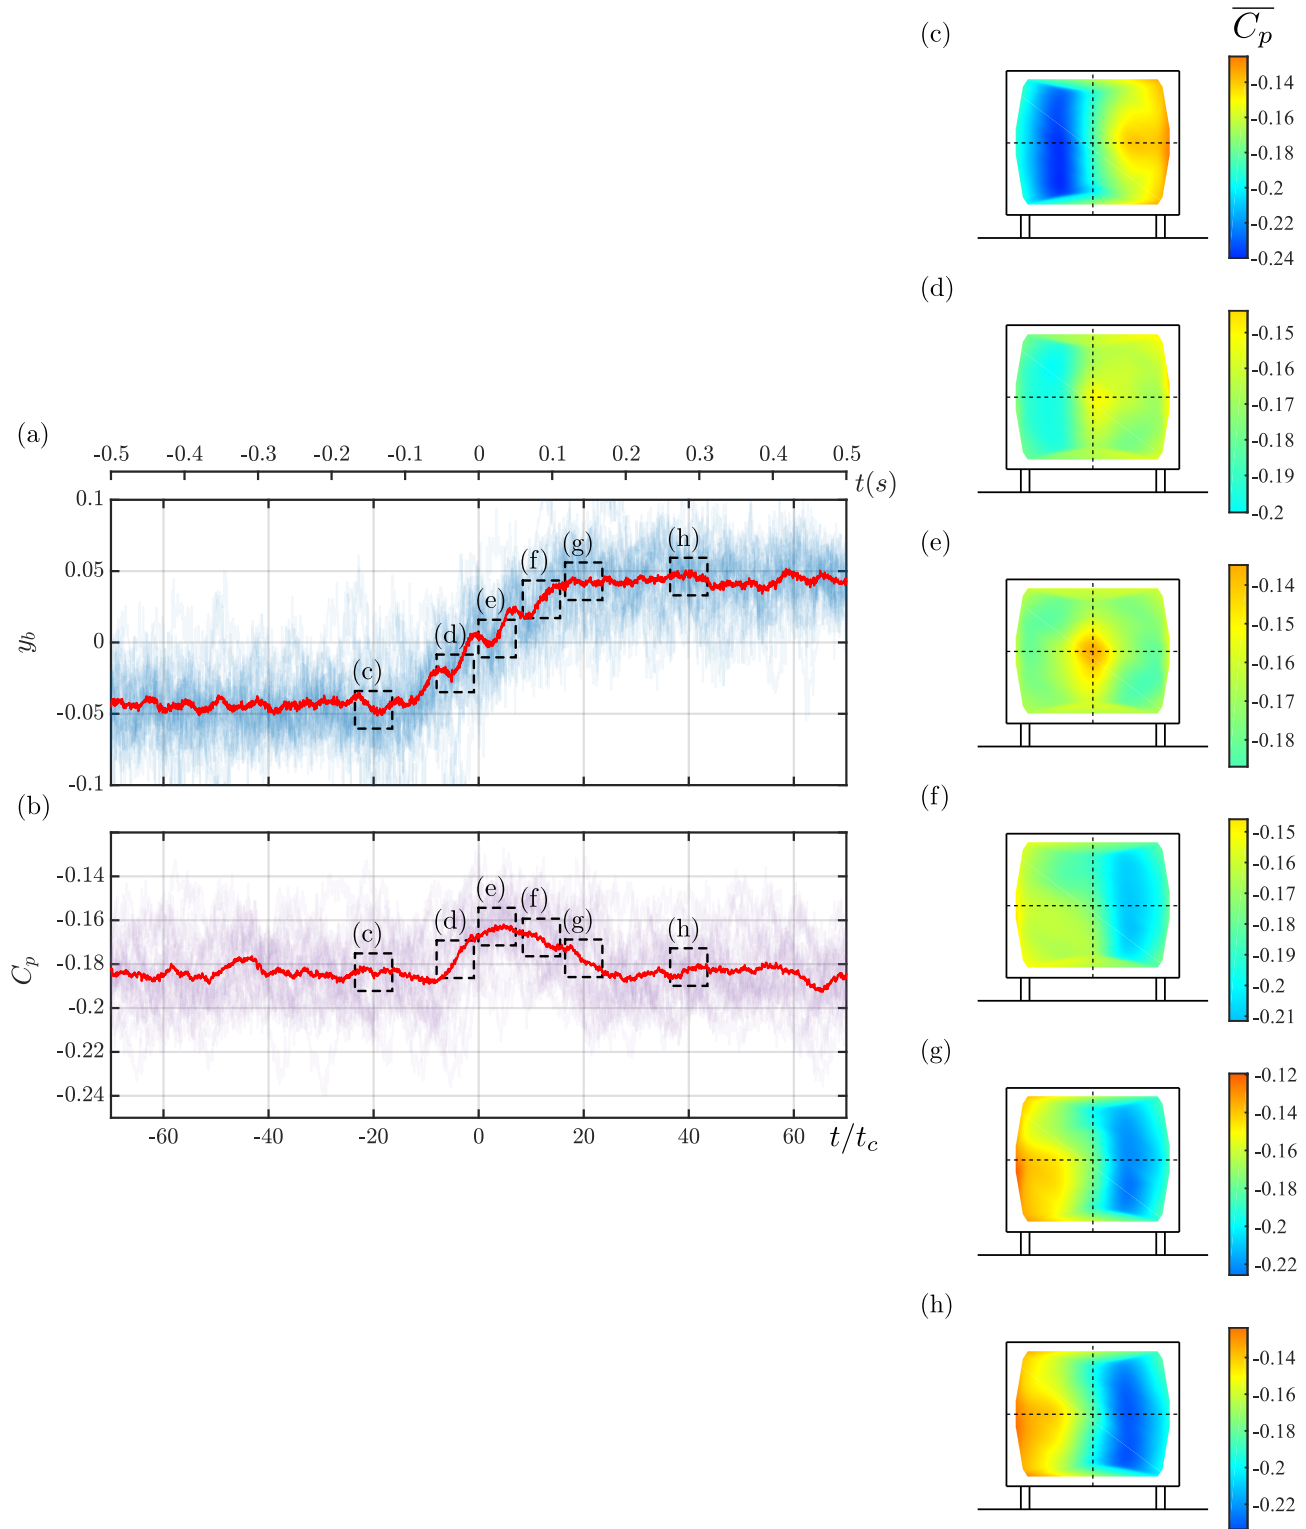 (a)
-0.5 -0.4 -0.3 -0.2 -0.1 0 0.1 0.2 0.3 0.4 0.5
t(s)
0.1
0.05
0
-0.05
-0.1
y_b
(c) (d) (e) (f) (g) (h)
(b)
-0.14
-0.16
-0.18
-0.2
-0.22
-0.24
C_p
(c) (d) (e) (f) (g) (h)
-60 -40 -20 0 20 40 60
t/t_c
(c)
\overline{C_p}
-0.14
-0.16
-0.18
-0.2
-0.22
-0.24
(d)
-0.15
-0.16
-0.17
-0.18
-0.19
-0.2
(e)
-0.14
-0.15
-0.16
-0.17
-0.18
(f)
-0.15
-0.16
-0.17
-0.18
-0.19
-0.2
-0.21
(g)
-0.12
-0.14
-0.16
-0.18
-0.2
-0.22
(h)
-0.14
-0.16
-0.18
-0.2
-0.22